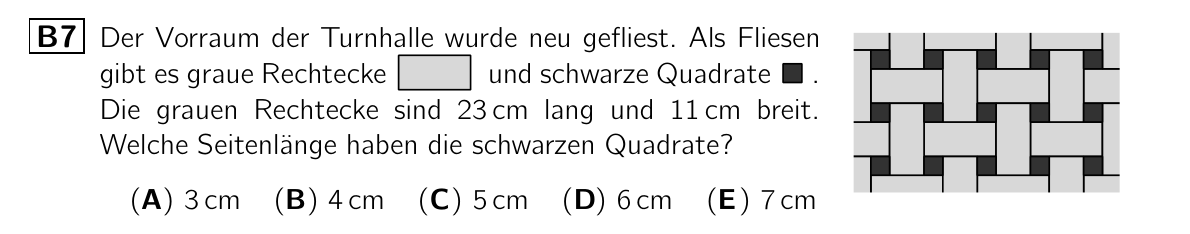 B7 Der Vorraum der Turnhalle wurde neu gefliest. Als Fliesen
gibt es graue Rechtecke und schwarze Quadrate .
Die grauen Rechtecke sind 23 cm lang und 11 cm breit.
Welche Seitenlänge haben die schwarzen Quadrate?
(A) 3 cm (B) 4 cm (C) 5 cm (D) 6 cm (E) 7 cm